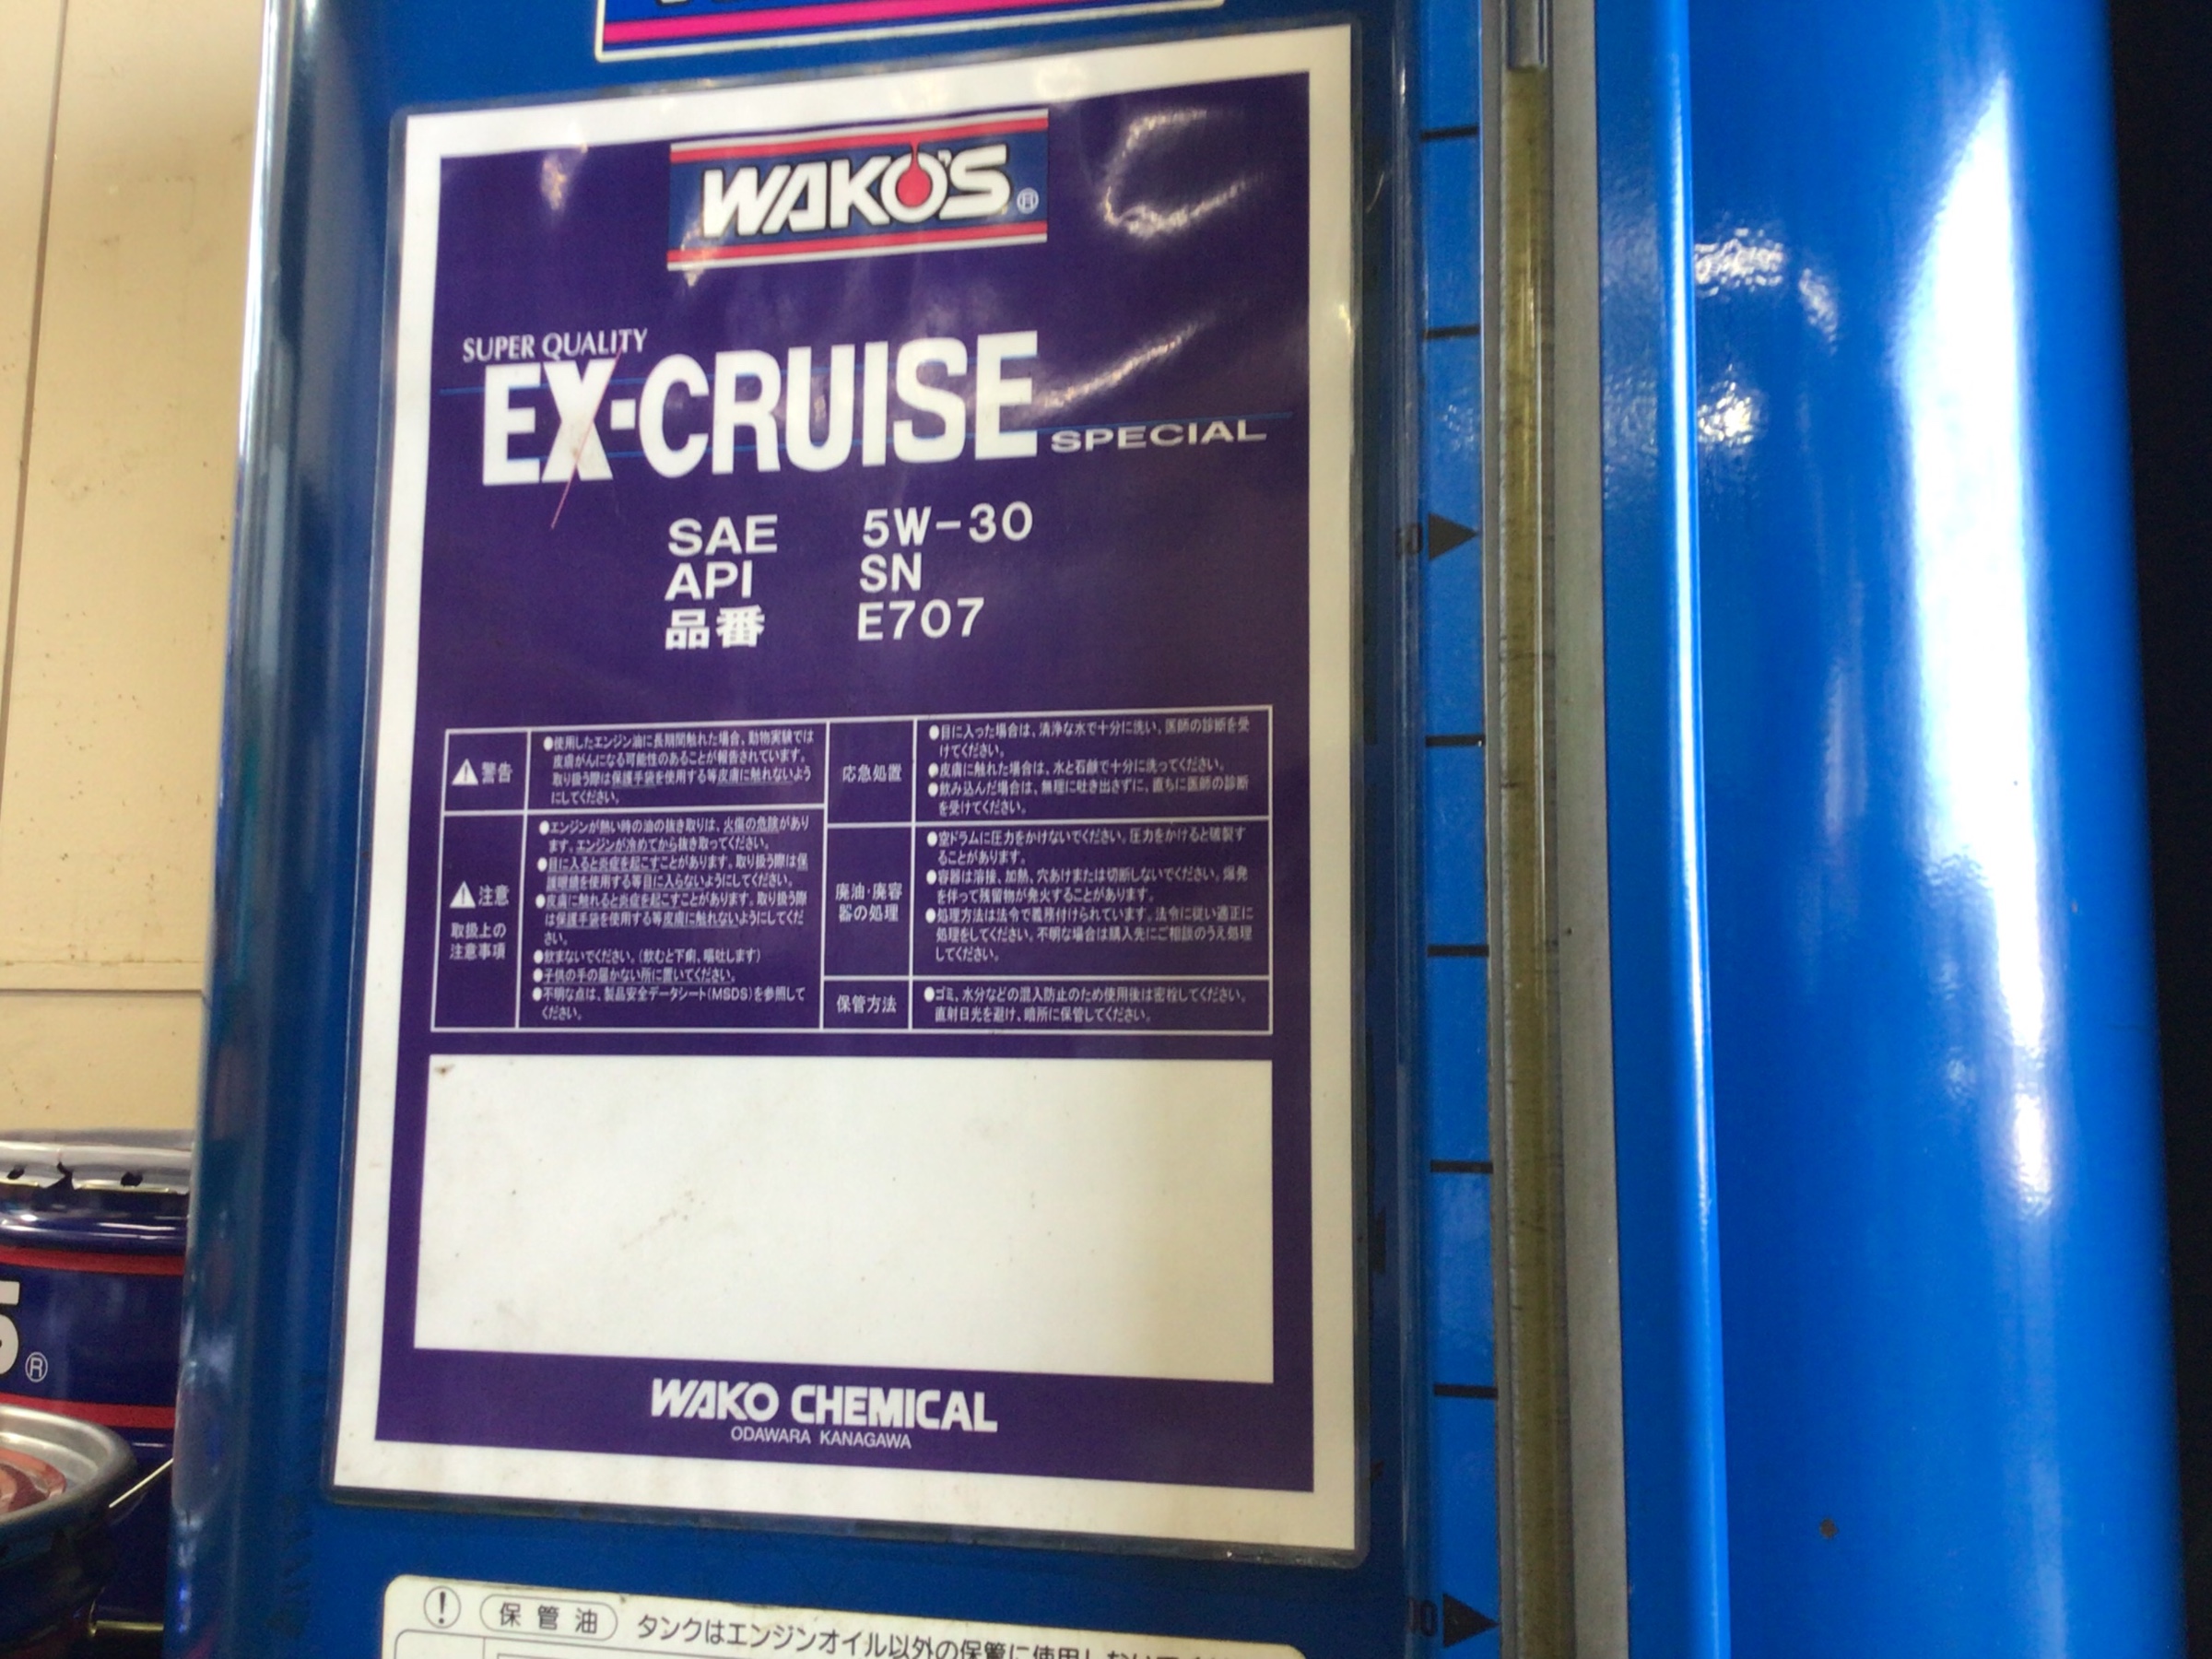 WAKO'S®
SUPER QUALITY
EX-CRUISE SPECIAL
SAE 5W-30
API SN
品番 E707
警告
●使用したエンジン油に長期間触れた場合、動物実験では
皮膚がんになる可能性のあることが報告されています。
取り扱う際は保護手袋を使用する等皮膚に触れないよう
にしてください。
注意
取扱上の
注意事項
●エンジンが熱い時の油の抜き取りは、火傷の危険があり
ます。エンジンが冷めてから抜き取ってください。
●目に入ると炎症を起こすことがあります。取り扱う際は保
護眼鏡を使用する等目に入らないようにしてください。
●皮膚に触れると炎症を起こすことがあります。取り扱う際
は保護手袋を使用する等皮膚に触れないようにしてくだ
さい。
●飲まないでください。(飲むと下痢、嘔吐します)
●子供の手の届かない所に置いてください。
●不明な点は、製品安全データシート(MSDS)を参照して
ください。
応急処置
●目に入った場合は、清浄な水で十分に洗い、医師の診断を受
けてください。
●皮膚に触れた場合は、水と石鹸で十分に洗ってください。
●飲み込んだ場合は、無理に吐き出さずに、直ちに医師の診断
を受けてください。
廃油・廃容
器の処理
●空ドラムに圧力をかけないでください。圧力をかけると破裂す
ることがあります。
●容器は溶接、加熱、穴あけまたは切断しないでください。爆発
を伴って残留物が発火することがあります。
●処理方法は法令で義務付けられています。法令に従い適正に
処理をしてください。不明な場合は購入先にご相談のうえ処理
してください。
保管方法
●ゴミ、水分などの混入防止のため使用後は密栓してください。
直射日光を避け、暗所に保管してください。
WAKO CHEMICAL
ODAWARA KANAGAWA
S®
保管油 タンクはエンジンオイル以外の保管に使用しないで